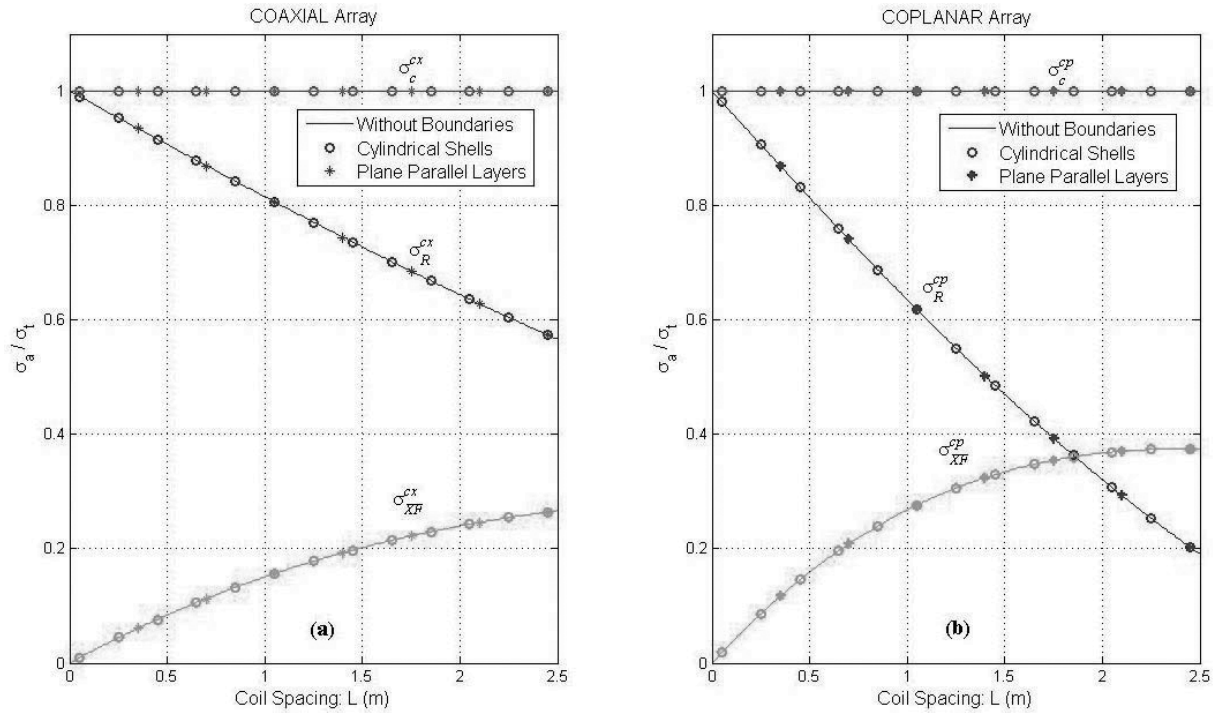 COAXIAL Array
σ_c^cx
Without Boundaries
Cylindrical Shells
Plane Parallel Layers
σ_R^cx
σ_XF^cx
(a)
σ_a / σ_t
1
0.8
0.6
0.4
0.2
0
0 0.5 1 1.5 2 2.5
Coil Spacing: L (m)
COPLANAR Array
σ_c^cp
Without Boundaries
Cylindrical Shells
Plane Parallel Layers
σ_R^cp
σ_XF^cp
(b)
σ_a / σ_t
1
0.8
0.6
0.4
0.2
0
0 0.5 1 1.5 2 2.5
Coil Spacing: L (m)